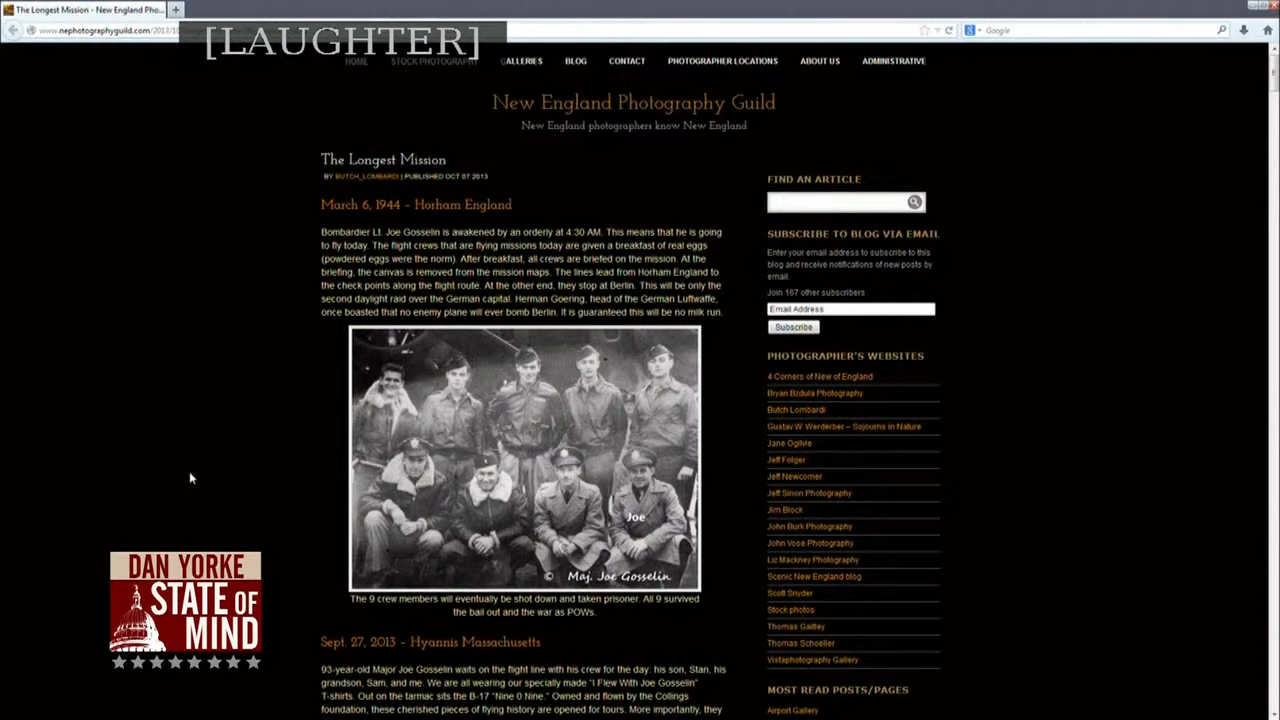 The Longest Mission - New England Pho...
www.nephotographyguild.com/2013/10
Google
[LAUGHTER]
HOME STOCK PHOTOGRAPHY GALLERIES BLOG CONTACT PHOTOGRAPHER LOCATIONS ABOUT US ADMINISTRATIVE
New England Photography Guild
New England photographers know New England
The Longest Mission
BY BUTCH_LOMBARDI | PUBLISHED OCT 07 2013
March 6, 1944 – Horham England
Bombardier Lt. Joe Gosselin is awakened by an orderly at 4:30 AM. This means that he is going
to fly today. The flight crews that are flying missions today are given a breakfast of real eggs
(powdered eggs were the norm). After breakfast, all crews are briefed on the mission. At the
briefing, the canvas is removed from the mission maps. The lines lead from Horham England to
the check points along the flight route. At the other end, they stop at Berlin. This will be only the
second daylight raid over the German capital. Herman Goering, head of the German Luftwaffe,
once boasted that no enemy plane will ever bomb Berlin. It is guaranteed this will be no milk run.
Joe
© Maj. Joe Gosselin
The 9 crew members will eventually be shot down and taken prisoner. All 9 survived
the bail out and the war as POWs.
Sept. 27, 2013 – Hyannis Massachusetts
93-year-old Major Joe Gosselin waits on the flight line with his crew for the day: his son, Stan, his
grandson, Sam, and me. We are all wearing our specially made “I Flew With Joe Gosselin”
T-shirts. Out on the tarmac sits the B-17 “Nine 0 Nine.” Owned and flown by the Collings
foundation, these cherished pieces of flying history are opened for tours. More importantly, they
FIND AN ARTICLE
SUBSCRIBE TO BLOG VIA EMAIL
Enter your email address to subscribe to this
blog and receive notifications of new posts by
email.
Join 167 other subscribers
Email Address
Subscribe
PHOTOGRAPHER'S WEBSITES
4 Corners of New of England
Bryan Bzdula Photography
Butch Lombardi
Gustav W. Werderber – Sojourns in Nature
Jane Ogilvie
Jeff Folger
Jeff Newcomer
Jeff Sinon Photography
Jim Block
John Burk Photography
John Vose Photography
Liz Mackney Photography
Scenic New England blog
Scott Snyder
Stock photos
Thomas Gaitley
Thomas Schoeller
Vistaphotography Gallery
MOST READ POSTS/PAGES
Airport Gallery
DAN YORKE
STATE OF
MIND